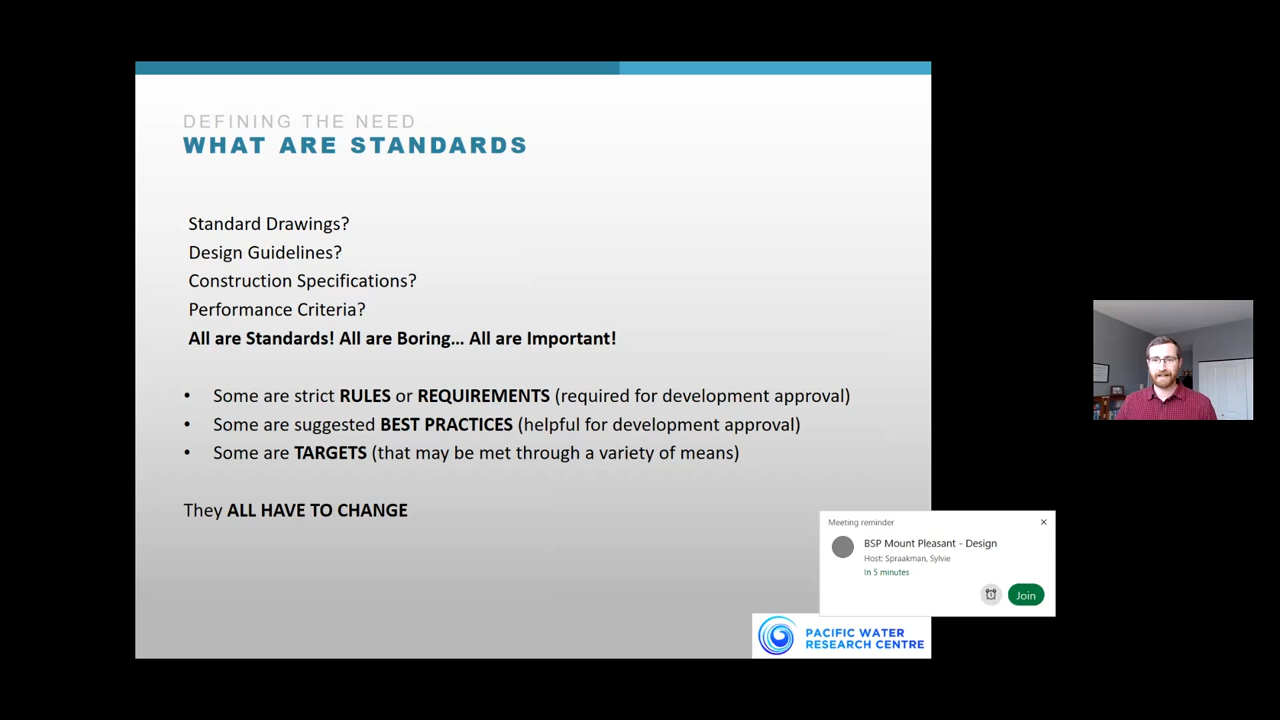 DEFINING THE NEED
WHAT ARE STANDARDS
Standard Drawings?
Design Guidelines?
Construction Specifications?
Performance Criteria?
All are Standards! All are Boring... All are Important!
• Some are strict RULES or REQUIREMENTS (required for development approval)
• Some are suggested BEST PRACTICES (helpful for development approval)
• Some are TARGETS (that may be met through a variety of means)
They ALL HAVE TO CHANGE
Meeting reminder
BSP Mount Pleasant - Design
Host: Spraakman, Sylvie
In 5 minutes
Join
PACIFIC WATER
RESEARCH CENTRE